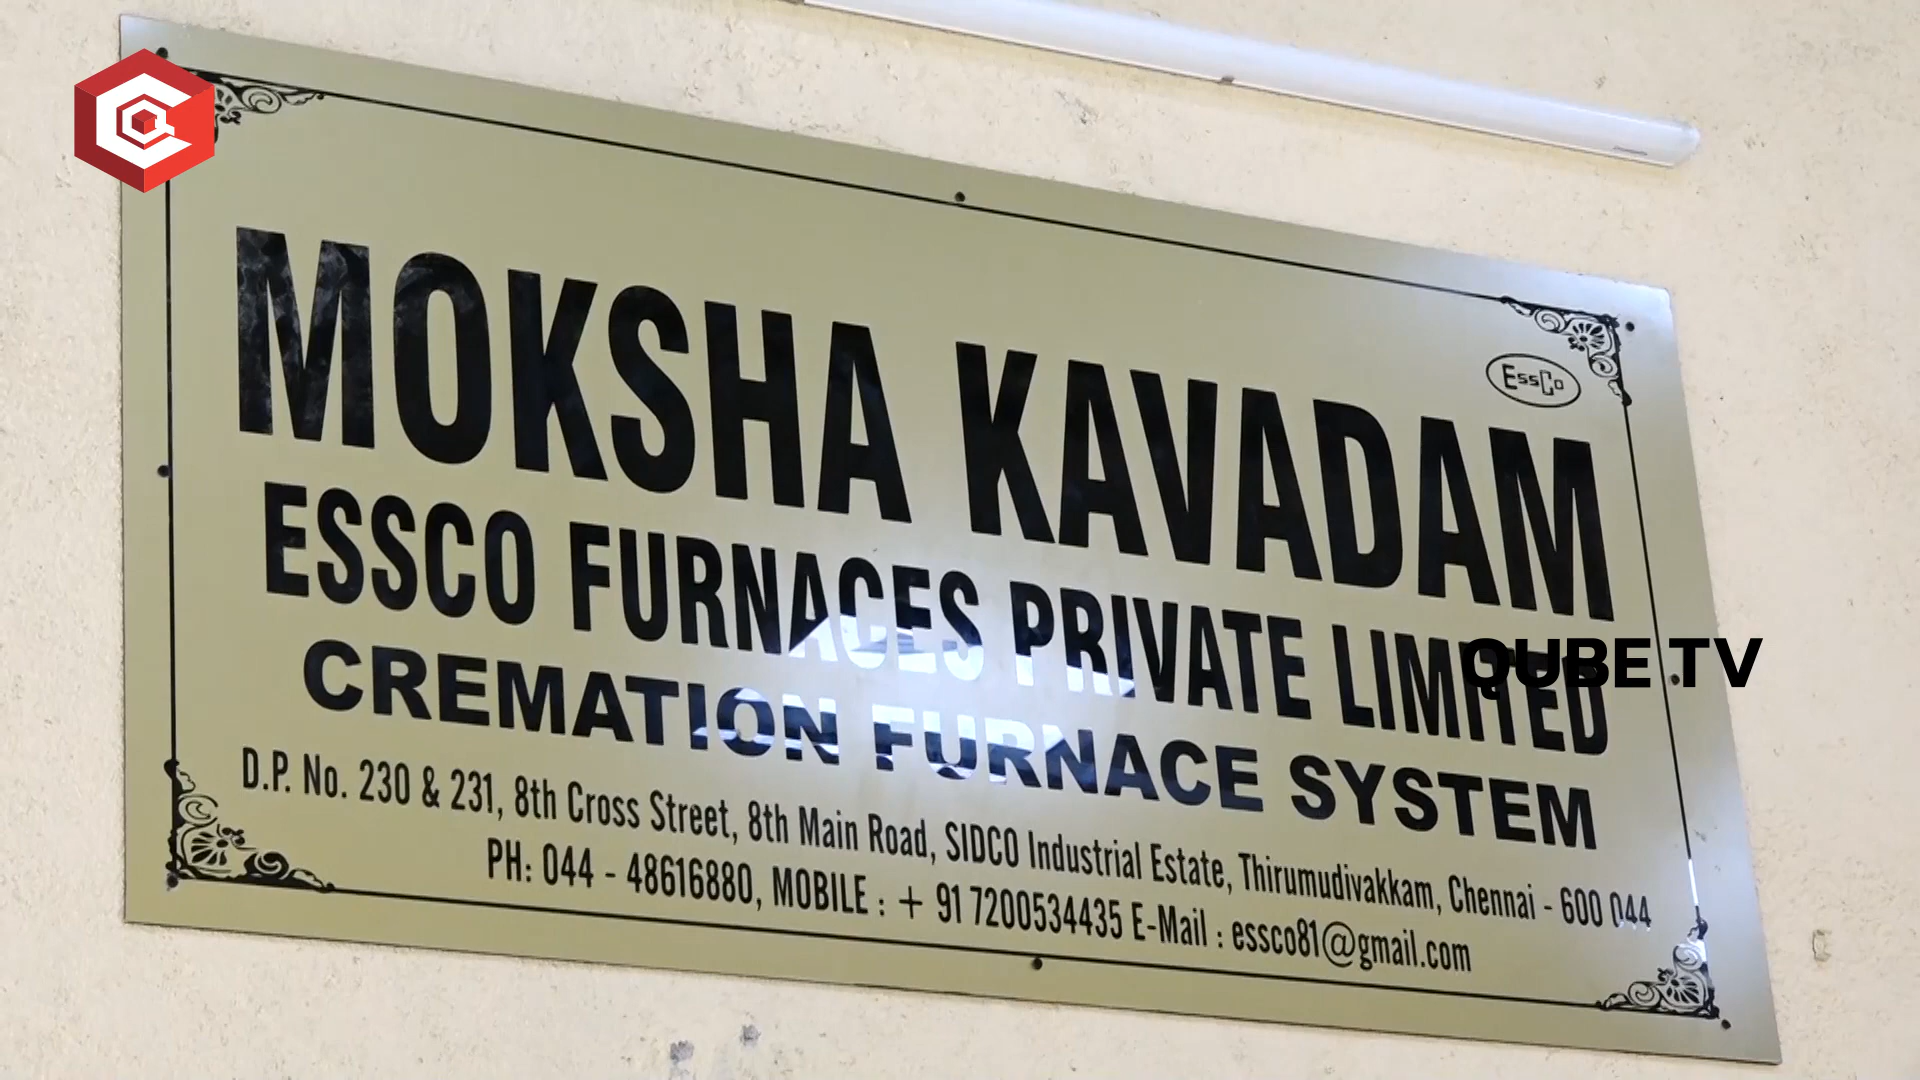 EssCo
MOKSHA KAVADAM
ESSCO FURNACES PRIVATE LIMITED
QUBE TV
CREMATION FURNACE SYSTEM
D.P. No. 230 & 231, 8th Cross Street, 8th Main Road, SIDCO Industrial Estate, Thirumudivakkam, Chennai - 600 044
PH: 044 - 48616880, MOBILE : + 91 7200534435 E-Mail : essco81@gmail.com